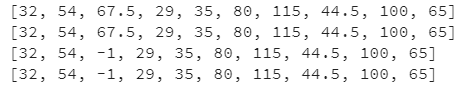 [32, 54, 67.5, 29, 35, 80, 115, 44.5, 100, 65]
[32, 54, 67.5, 29, 35, 80, 115, 44.5, 100, 65]
[32, 54, -1, 29, 35, 80, 115, 44.5, 100, 65]
[32, 54, -1, 29, 35, 80, 115, 44.5, 100, 65]